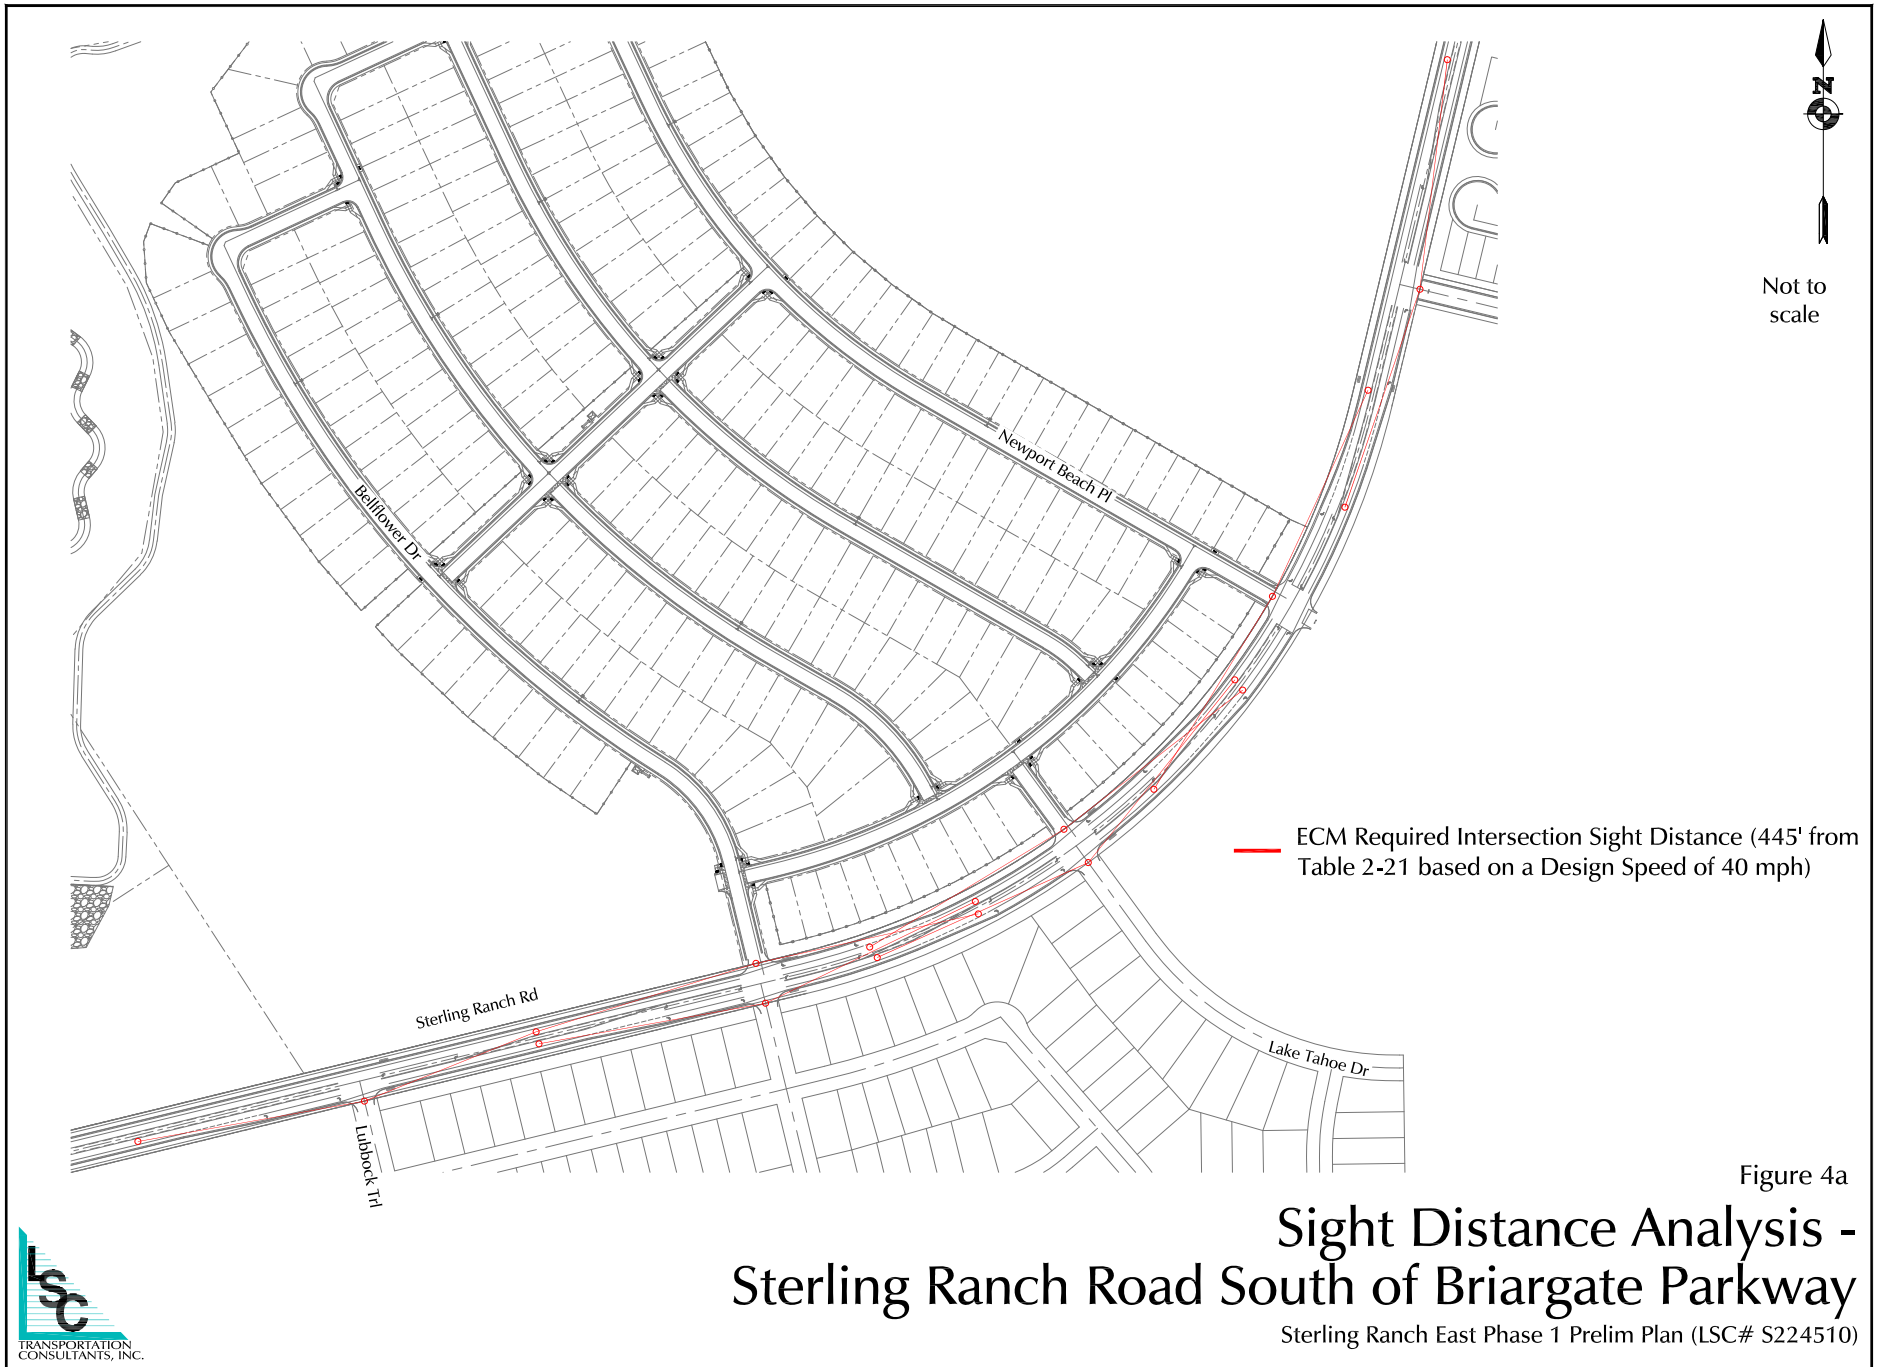 N
Not to
scale
Newport Beach Pl
Bellflower Dr
ECM Required Intersection Sight Distance (445' from
Table 2-21 based on a Design Speed of 40 mph)
Sterling Ranch Rd
Lake Tahoe Dr
Lubbock Trl
Figure 4a
Sight Distance Analysis -
Sterling Ranch Road South of Briargate Parkway
Sterling Ranch East Phase 1 Prelim Plan (LSC# S224510)
LSC
TRANSPORTATION
CONSULTANTS, INC.